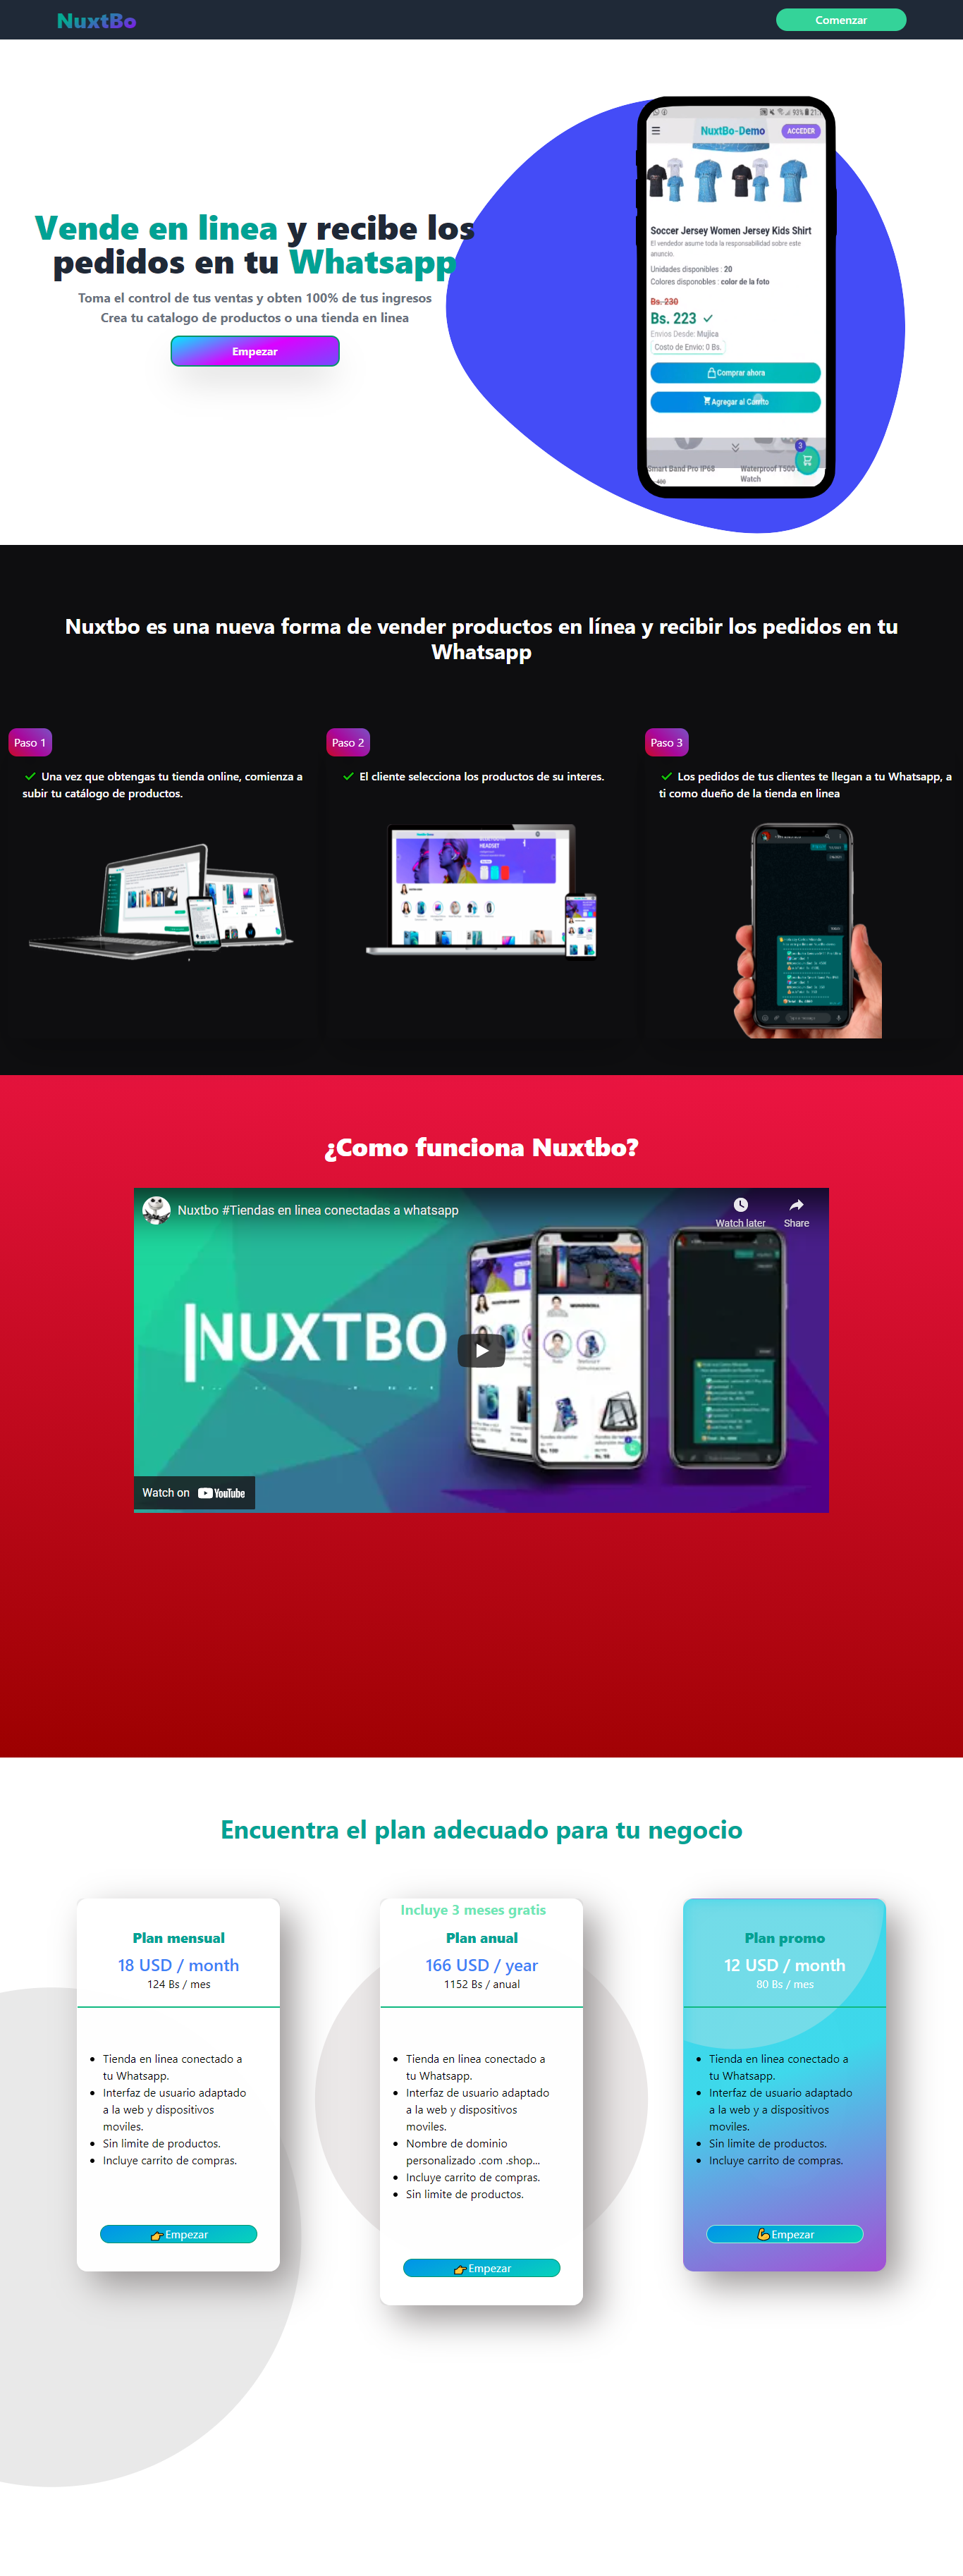 NuxtBo
Comenzar
Vende en linea y recibe los
pedidos en tu Whatsapp
Toma el control de tus ventas y obten 100% de tus ingresos
Crea tu catalogo de productos o una tienda en linea
Empezar
93%
NuxtBo-Demo
ACCEDER
Soccer Jersey Women Jersey Kids Shirt
El vendedor asume toda la responsabilidad sobre este
anuncio.
Unidades disponibles : 20
Colores disponobles : color de la foto
Bs. 230
Bs. 223
Envios Desde: Mujica
Costo de Envio: 0 Bs.
Comprar ahora
Agregar al Carrito
3
Smart Band Pro IP68
Waterproof T500
Watch
Nuxtbo es una nueva forma de vender productos en línea y recibir los pedidos en tu
Whatsapp
Paso 1
Una vez que obtengas tu tienda online, comienza a
subir tu catálogo de productos.
Paso 2
El cliente selecciona los productos de su interes.
HEADSET
Paso 3
Los pedidos de tus clientes te llegan a tu Whatsapp, a
ti como dueño de la tienda en linea
¿Como funciona Nuxtbo?
Nuxtbo #Tiendas en linea conectadas a whatsapp
Watch later
Share
NUXTBO
Watch on YouTube
Encuentra el plan adecuado para tu negocio
Plan mensual
18 USD / month
124 Bs / mes
Tienda en linea conectado a
tu Whatsapp.
Interfaz de usuario adaptado
a la web y dispositivos
moviles.
Sin limite de productos.
Incluye carrito de compras.
👉Empezar
Incluye 3 meses gratis
Plan anual
166 USD / year
1152 Bs / anual
Tienda en linea conectado a
tu Whatsapp.
Interfaz de usuario adaptado
a la web y dispositivos
moviles.
Nombre de dominio
personalizado .com .shop...
Incluye carrito de compras.
Sin limite de productos.
👉Empezar
Plan promo
12 USD / month
80 Bs / mes
Tienda en linea conectado a
tu Whatsapp.
Interfaz de usuario adaptado
a la web y a dispositivos
moviles.
Sin limite de productos.
Incluye carrito de compras.
💪Empezar